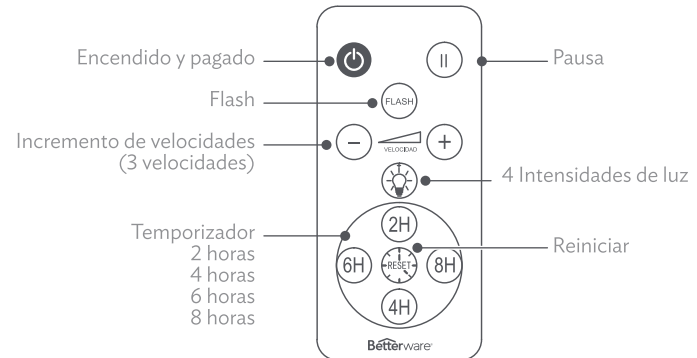 Encendido y pagado
Pausa
Flash
FLASH
Incremento de velocidades
(3 velocidades)
−
VELOCIDAD
+
4 Intensidades de luz
Temporizador
2 horas
4 horas
6 horas
8 horas
2H
6H
RESET
8H
4H
Reiniciar
Betterware